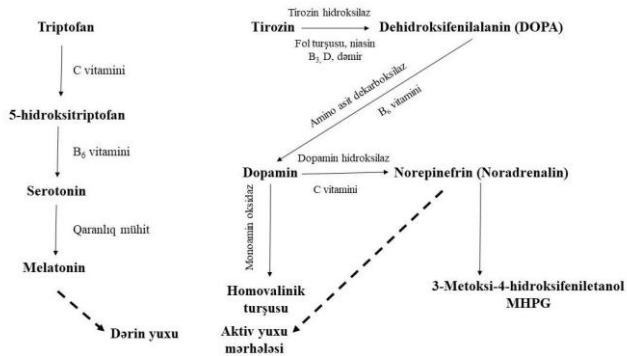 Triptofan
C vitamini
5-hidroksitriptofan
B6 vitamini
Serotonin
Qaranlıq mühit
Melatonin
Dərin yuxu
Tirozin
Tirozin hidroksilaz
Fol turşusu, niasin
B2, D, dəmir
Dehidroksifenilalanin (DOPA)
Amino asit dekarboksilaz
B6 vitamini
Dopamin
Dopamin hidroksilaz
C vitamini
Norepinefrin (Noradrenalin)
Monoamin oksidaz
Homovalinik
turşusu
Aktiv yuxu
mərhələsi
3-Metoksi-4-hidroksifeniletanol
MHPG